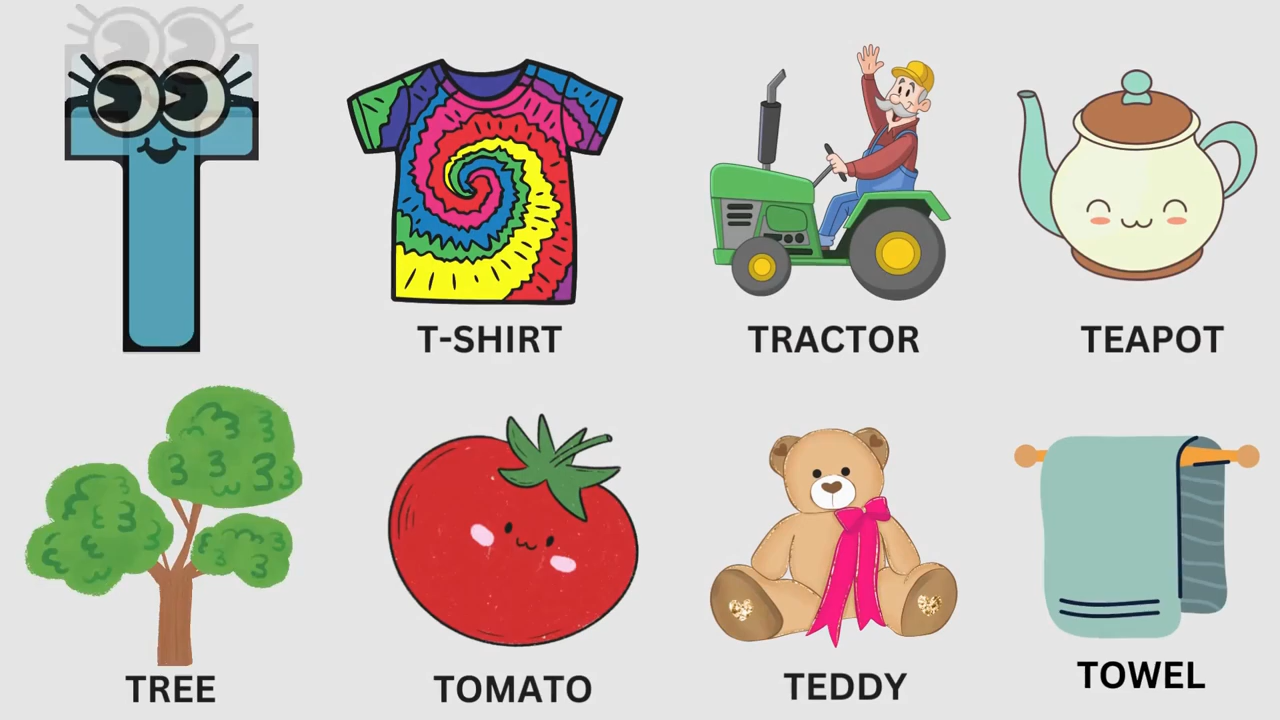 T
T-SHIRT
TRACTOR
TEAPOT
TREE
TOMATO
TEDDY
TOWEL